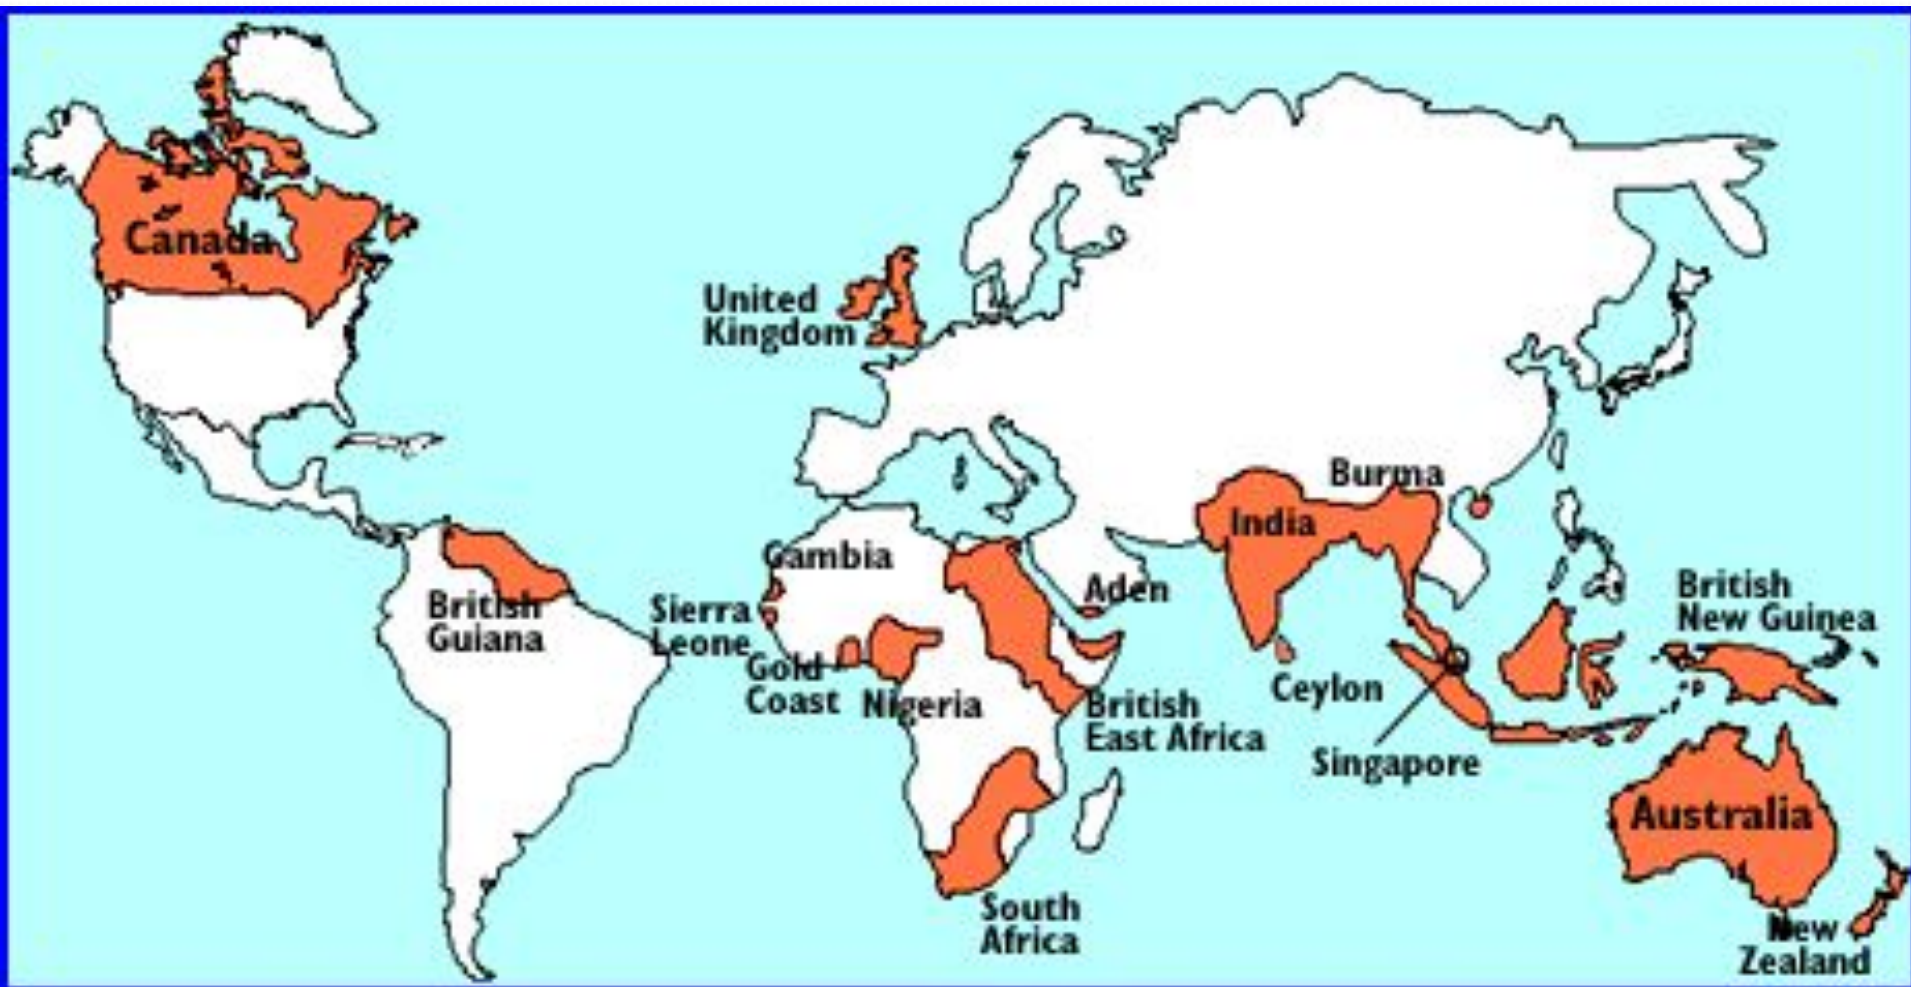 Canada
United
Kingdom
Burma
India
Gambia
Aden
British
New Guinea
British
Guiana
Sierra
Leone
Gold
Coast
Nigeria
British
East Africa
Ceylon
Singapore
Australia
South
Africa
New
Zealand